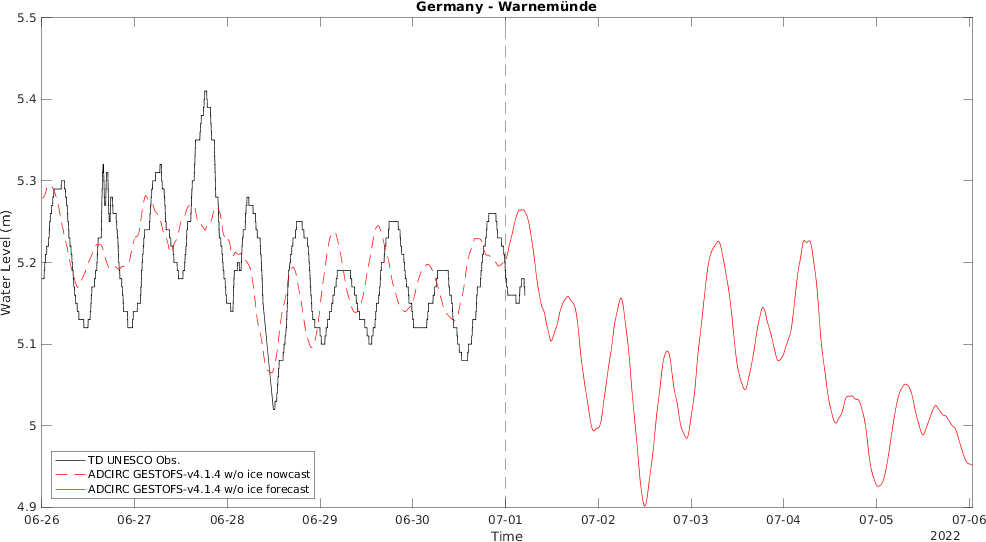 Germany - Warnemünde
5.5
5.4
5.3
5.2
5.1
5
4.9
Water Level (m)
TD UNESCO Obs.
ADCIRC GESTOFS-v4.1.4 w/o ice nowcast
ADCIRC GESTOFS-v4.1.4 w/o ice forecast
06-26 06-27 06-28 06-29 06-30 07-01 07-02 07-03 07-04 07-05 07-06
Time
2022